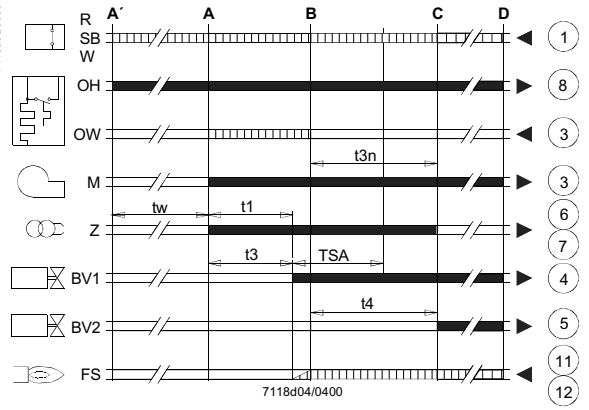 R A´ A B C D
SB 1
W
OH 8
OW 3
t3n
M 3
tw t1 6
Z 7
t3 TSA
BV1 4
t4
BV2 5
11
FS
12
7118d04/0400